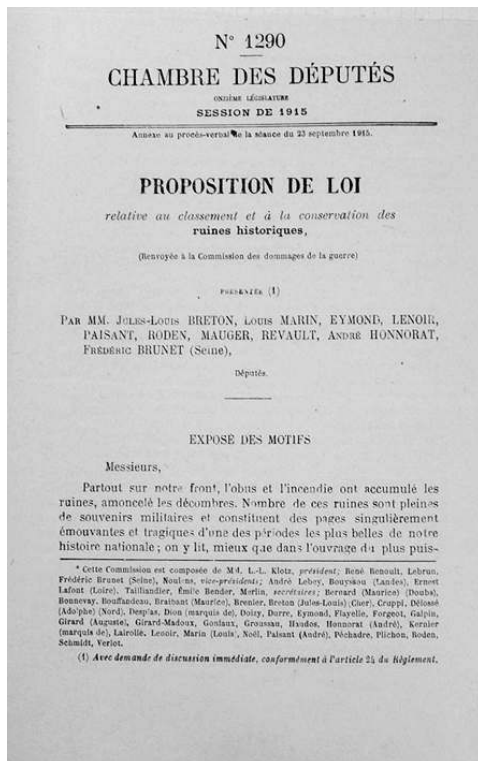 N° 1290
CHAMBRE DES DÉPUTÉS
ONZIÈME LÉGISLATURE
SESSION DE 1915
Annexe au procès-verbal de la séance du 23 septembre 1915.
PROPOSITION DE LOI
relative au classement et à la conservation des
ruines historiques,
(Renvoyée à la Commission des dommages de la guerre)
PRÉSENTÉE (1)
PAR MM. JULES-LOUIS BRETON, LOUIS MARIN, EYMOND, LENOIR,
PAISANT, RODEN, MAUGER, REVAULT, ANDRÉ HONNORAT,
FRÉDÉRIC BRUNET (Seine),
Députés.
EXPOSÉ DES MOTIFS
Messieurs,
Partout sur notre front, l'obus et l'incendie ont accumulé les
ruines, amoncelé les décombres. Nombre de ces ruines sont pleines
de souvenirs militaires et constituent des pages singulièrement
émouvantes et tragiques d'une des périodes les plus belles de notre
histoire nationale ; on y lit, mieux que dans l'ouvrage du plus puis-
* Cette Commission est composée de MM. L.-L. Klotz, président; René Renoult, Lebrun,
Frédéric Brunet (Seine), Noulens, vice-présidents; André Lebey, Bouyssou (Landes), Ernest
Lafont (Loire), Tailliandier, Émile Bender, Merlin, secrétaires; Bernard (Maurice) (Doubs),
Bonnevay, Bouffandeau, Braibant (Maurice), Brenier, Breton (Jules-Louis) (Cher), Cruppi, Délossé
(Adolphe) (Nord), Desplas, Dion (marquis de), Doizy, Durre, Eymond, Flayelle, Forgeot, Galpin,
Girard (Auguste), Girard-Madoux, Goniaux, Groussau, Haudos, Honnorat (André), Kernier
(marquis de), Lairolle, Lenoir, Marin (Louis), Noël, Paisant (André), Péchadre, Plichon, Roden,
Schmidt, Verlot.
(1) Avec demande de discussion immédiate, conformément à l'article 24 du Règlement.